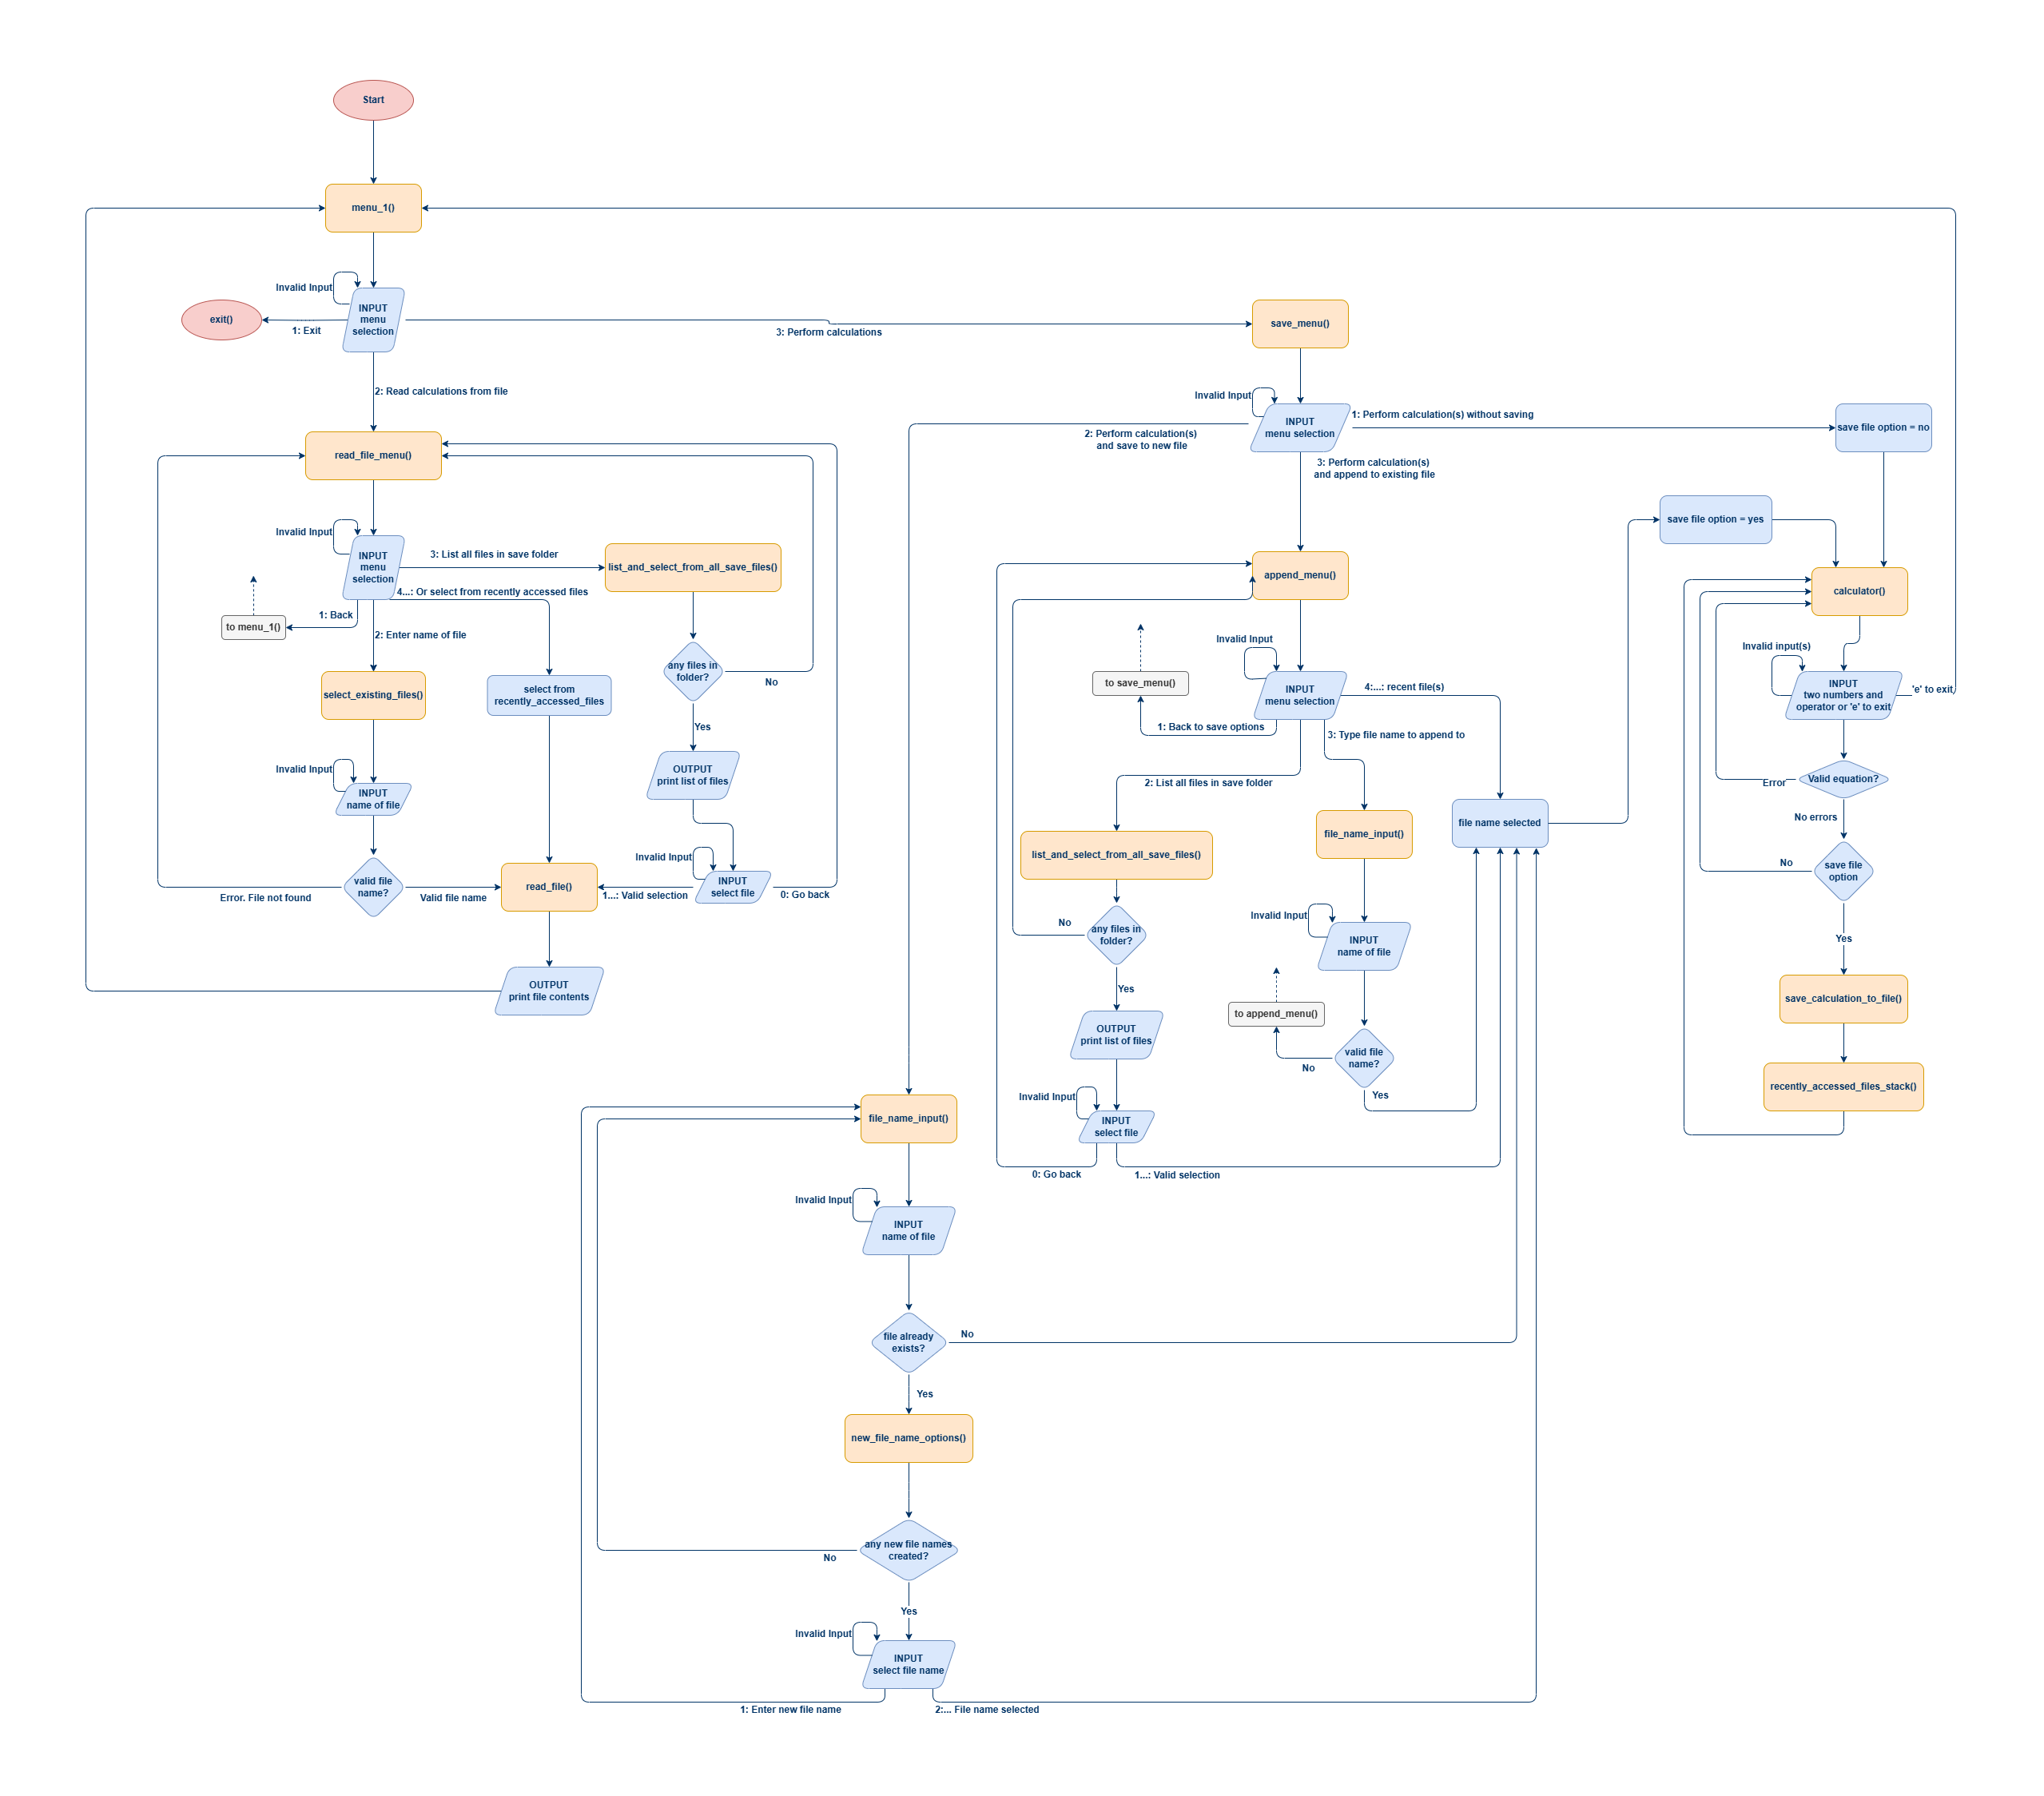 Start
menu_1()
Invalid Input
INPUT
menu
selection
exit()
1: Exit
3: Perform calculations
save_menu()
2: Read calculations from file
Invalid Input
INPUT
menu selection
1: Perform calculation(s) without saving
save file option = no
2: Perform calculation(s)
and save to new file
3: Perform calculation(s)
and append to existing file
read_file_menu()
save file option = yes
Invalid Input
INPUT
menu
selection
3: List all files in save folder
list_and_select_from_all_save_files()
4...: Or select from recently accessed files
to menu_1()
1: Back
2: Enter name of file
append_menu()
calculator()
select_existing_files()
select from
recently_accessed_files
any files in
folder?
No
Yes
Invalid Input
to save_menu()
INPUT
menu selection
4:...: recent file(s)
1: Back to save options
3: Type file name to append to
2: List all files in save folder
Invalid input(s)
INPUT
two numbers and
operator or 'e' to exit
'e' to exit
Valid equation?
Error
No errors
save file
option
No
Yes
save_calculation_to_file()
recently_accessed_files_stack()
Invalid Input
INPUT
name of file
OUTPUT
print list of files
valid file
name?
Error. File not found
Valid file name
read_file()
1...: Valid selection
Invalid Input
INPUT
select file
0: Go back
OUTPUT
print file contents
list_and_select_from_all_save_files()
file_name_input()
file name selected
any files in
folder?
No
Yes
Invalid Input
INPUT
name of file
to append_menu()
OUTPUT
print list of files
valid file
name?
No
Yes
Invalid Input
INPUT
select file
0: Go back
1...: Valid selection
file_name_input()
Invalid Input
INPUT
name of file
file already
exists?
No
Yes
new_file_name_options()
any new file names
created?
No
Yes
Invalid Input
INPUT
select file name
1: Enter new file name
2:... File name selected